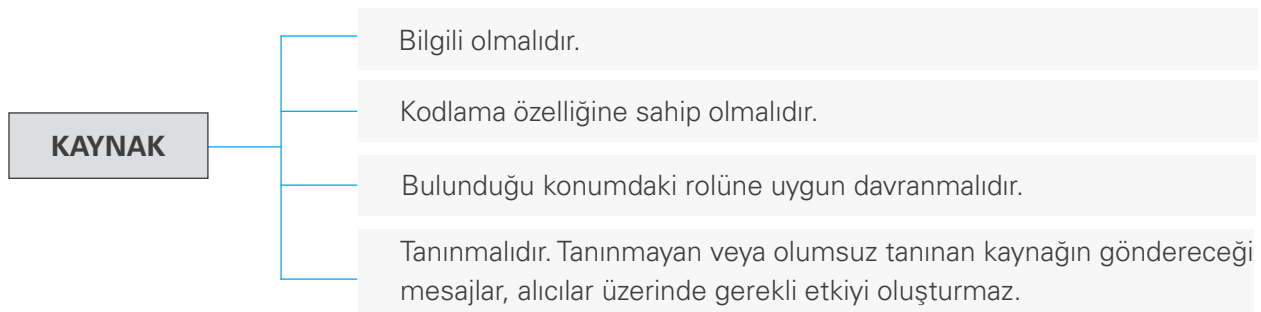 Bilgili olmalıdır.
Kodlama özelliğine sahip olmalıdır.
KAYNAK
Bulunduğu konumdaki rolüne uygun davranmalıdır.
Tanınmalıdır. Tanınmayan veya olumsuz tanınan kaynağın göndereceği
mesajlar, alıcılar üzerinde gerekli etkiyi oluşturmaz.